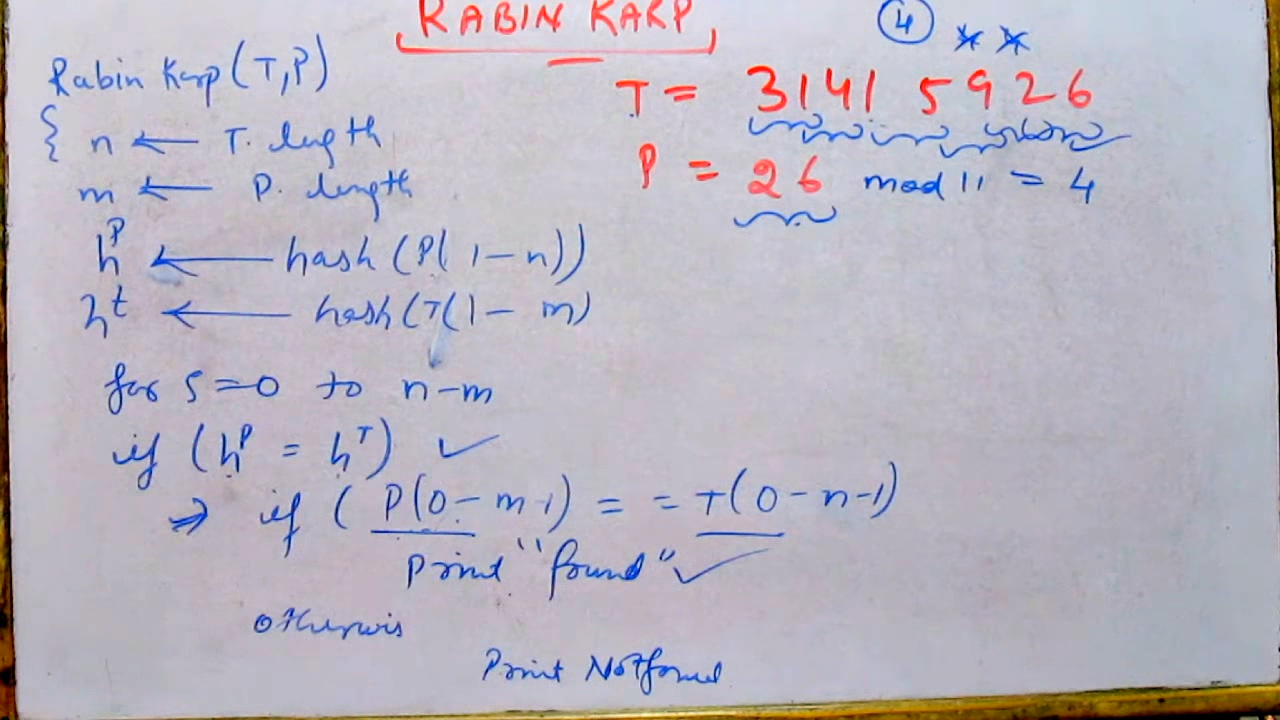 RABIN KARP
4
Rabin Karp (T,P)
T = 3141 5926
{ n ← T. length
P = 26 mod 11 = 4
m ← P. length
h^P ← hash (P( 1 - n))
h^t ← hash (T(1 - m)
for S = 0 to n-m
if (h^P = h^T) ✓
⇒ if ( P(0 - m-1) = = T(0 - n-1)
Print "found" ✓
otherwis
Print Notfound